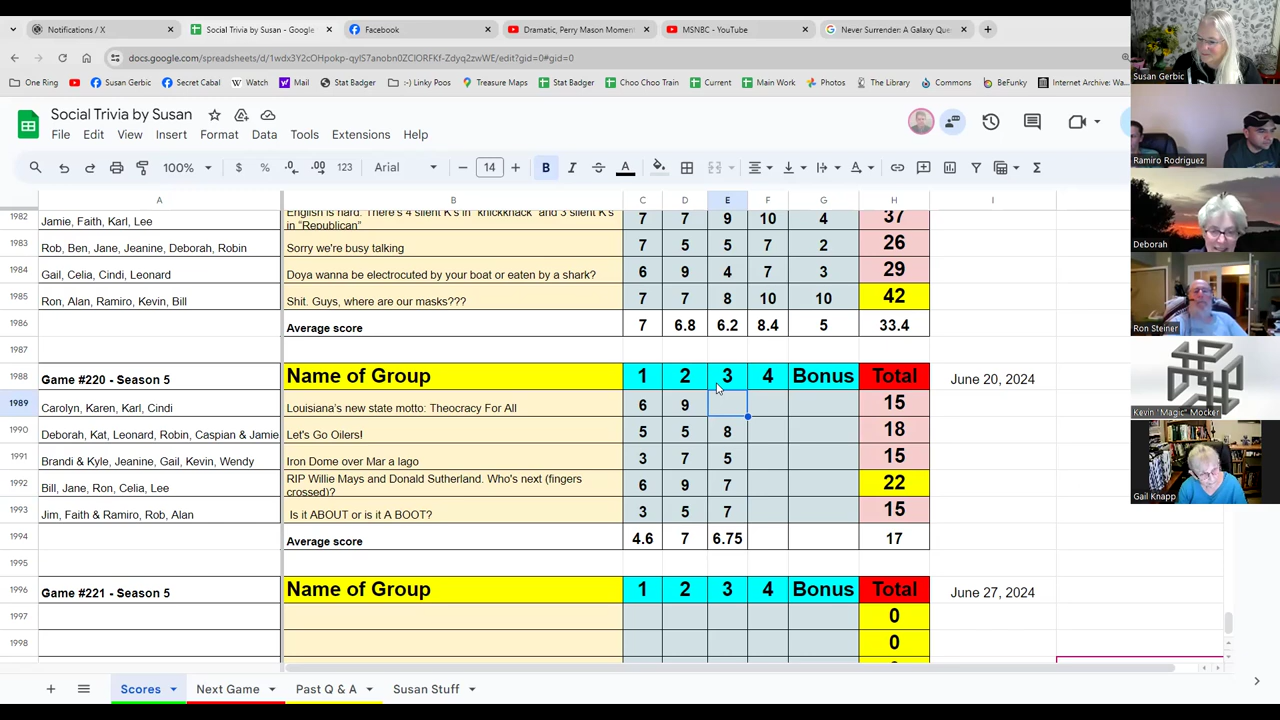 Notifications / X
Social Trivia by Susan - Google
Facebook
Dramatic, Perry Mason Momen
MSNBC - YouTube
Never Surrender: A Galaxy Que
One Ring
Susan Gerbic
Secret Cabal
Watch
Mail
Stat Badger
:-) Linky Poos
Treasure Maps
Stat Badger
Choo Choo Train
Current
Main Work
Photos
The Library
Commons
BeFunky
Internet Archive: Wa
Social Trivia by Susan
File Edit View Insert Format Data Tools Extensions Help
100% $ % .0 .00 123 Arial 14 B I
A B C D E F G H I
1982 Jamie, Faith, Karl, Lee English is hard. There's 4 silent K's in "knickknack" and 3 silent K's in "Republican" 7 7 9 10 4 37
1983 Rob, Ben, Jane, Jeanine, Deborah, Robin Sorry we're busy talking 7 5 5 7 2 26
1984 Gail, Celia, Cindi, Leonard Doya wanna be electrocuted by your boat or eaten by a shark? 6 9 4 7 3 29
1985 Ron, Alan, Ramiro, Kevin, Bill Shit. Guys, where are our masks??? 7 7 8 10 10 42
1986 Average score 7 6.8 6.2 8.4 5 33.4
1987
1988 Game #220 - Season 5 Name of Group 1 2 3 4 Bonus Total June 20, 2024
1989 Carolyn, Karen, Karl, Cindi Louisiana's new state motto: Theocracy For All 6 9 15
1990 Deborah, Kat, Leonard, Robin, Caspian & Jamie Let's Go Oilers! 5 5 8 18
1991 Brandi & Kyle, Jeanine, Gail, Kevin, Wendy Iron Dome over Mar a lago 3 7 5 15
1992 Bill, Jane, Ron, Celia, Lee RIP Willie Mays and Donald Sutherland. Who's next (fingers crossed)? 6 9 7 22
1993 Jim, Faith & Ramiro, Rob, Alan Is it ABOUT or is it A BOOT? 3 5 7 15
1994 Average score 4.6 7 6.75 17
1995
1996 Game #221 - Season 5 Name of Group 1 2 3 4 Bonus Total June 27, 2024
1997 0
1998 0
Scores
Next Game
Past Q & A
Susan Stuff
Susan Gerbic
Ramiro Rodriguez
Deborah
Ron Steiner
Kevin "Magic" Mocker
Gail Knapp